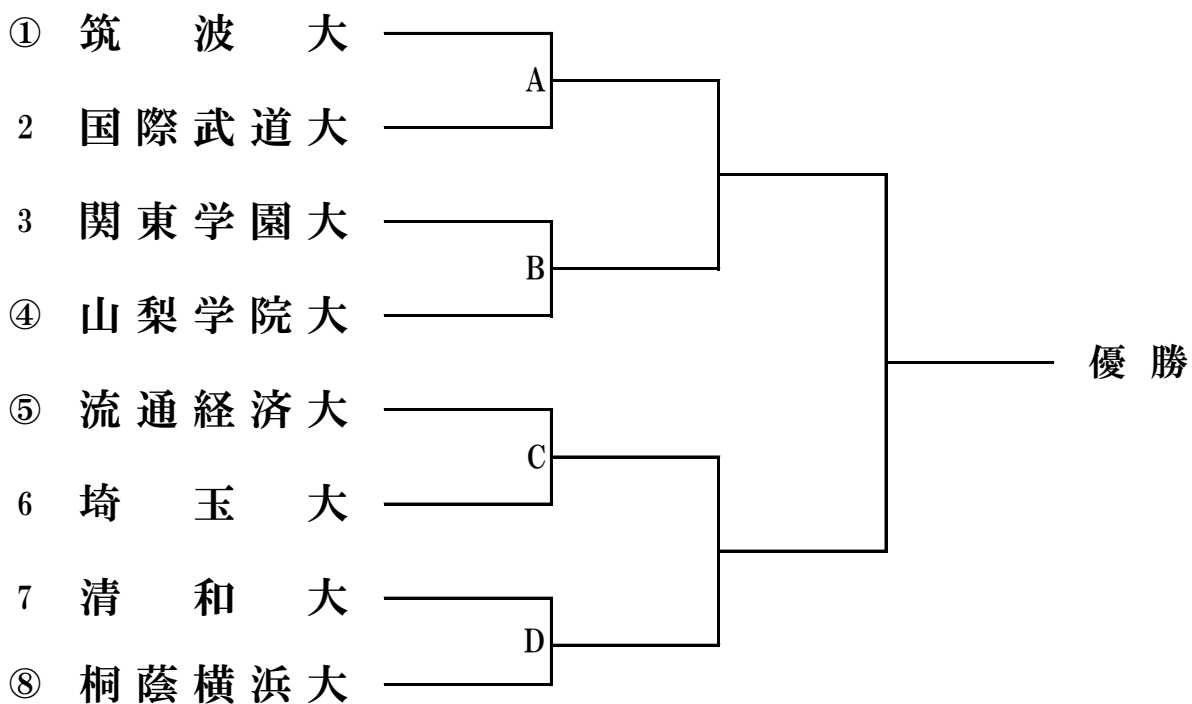 ① 筑波大
A
2 国際武道大
3 関東学園大
B
④ 山梨学院大
優勝
⑤ 流通経済大
C
6 埼玉大
7 清和大
D
⑧ 桐蔭横浜大